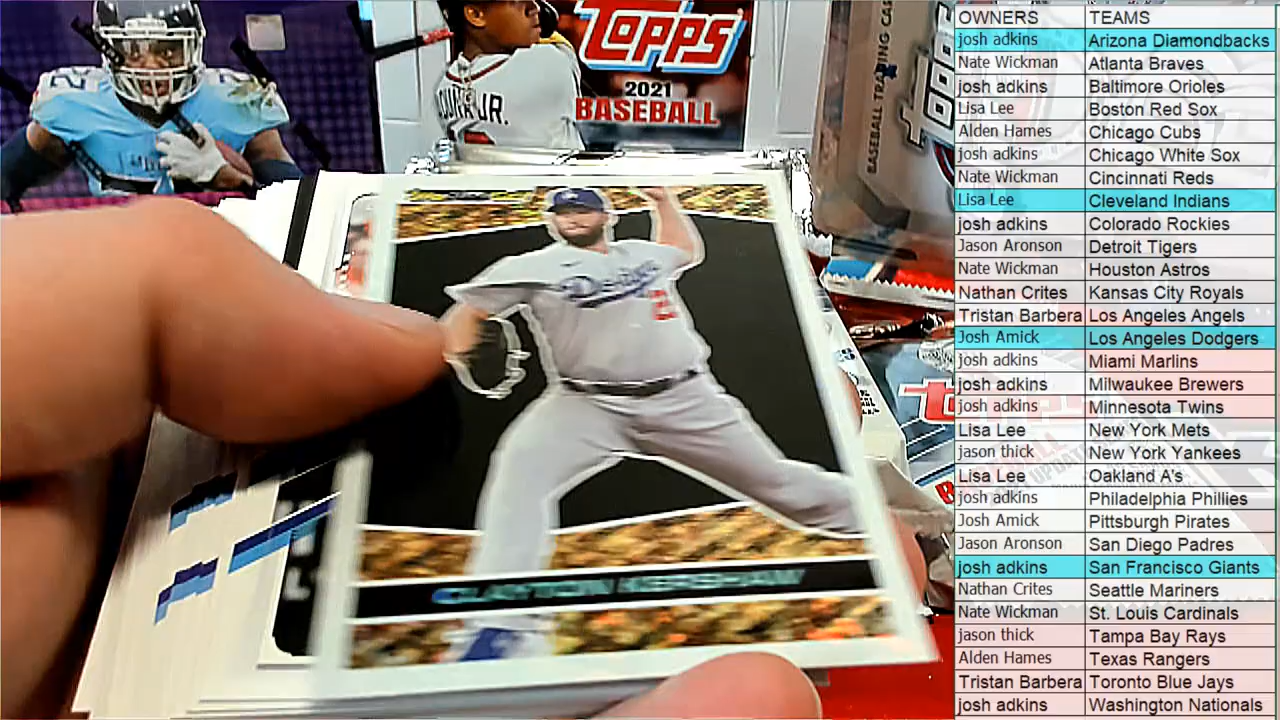 TOPPS
2021
BASEBALL
JR.
BASEBALL TRADING CAR
Dodgers
2
CLAYTON KERSHAW
OWNERS TEAMS
josh adkins Arizona Diamondbacks
Nate Wickman Atlanta Braves
josh adkins Baltimore Orioles
Lisa Lee Boston Red Sox
Alden Hames Chicago Cubs
josh adkins Chicago White Sox
Nate Wickman Cincinnati Reds
Lisa Lee Cleveland Indians
josh adkins Colorado Rockies
Jason Aronson Detroit Tigers
Nate Wickman Houston Astros
Nathan Crites Kansas City Royals
Tristan Barbera Los Angeles Angels
Josh Amick Los Angeles Dodgers
josh adkins Miami Marlins
josh adkins Milwaukee Brewers
josh adkins Minnesota Twins
Lisa Lee New York Mets
jason thick New York Yankees
Lisa Lee Oakland A's
josh adkins Philadelphia Phillies
Josh Amick Pittsburgh Pirates
Jason Aronson San Diego Padres
josh adkins San Francisco Giants
Nathan Crites Seattle Mariners
Nate Wickman St. Louis Cardinals
jason thick Tampa Bay Rays
Alden Hames Texas Rangers
Tristan Barbera Toronto Blue Jays
josh adkins Washington Nationals